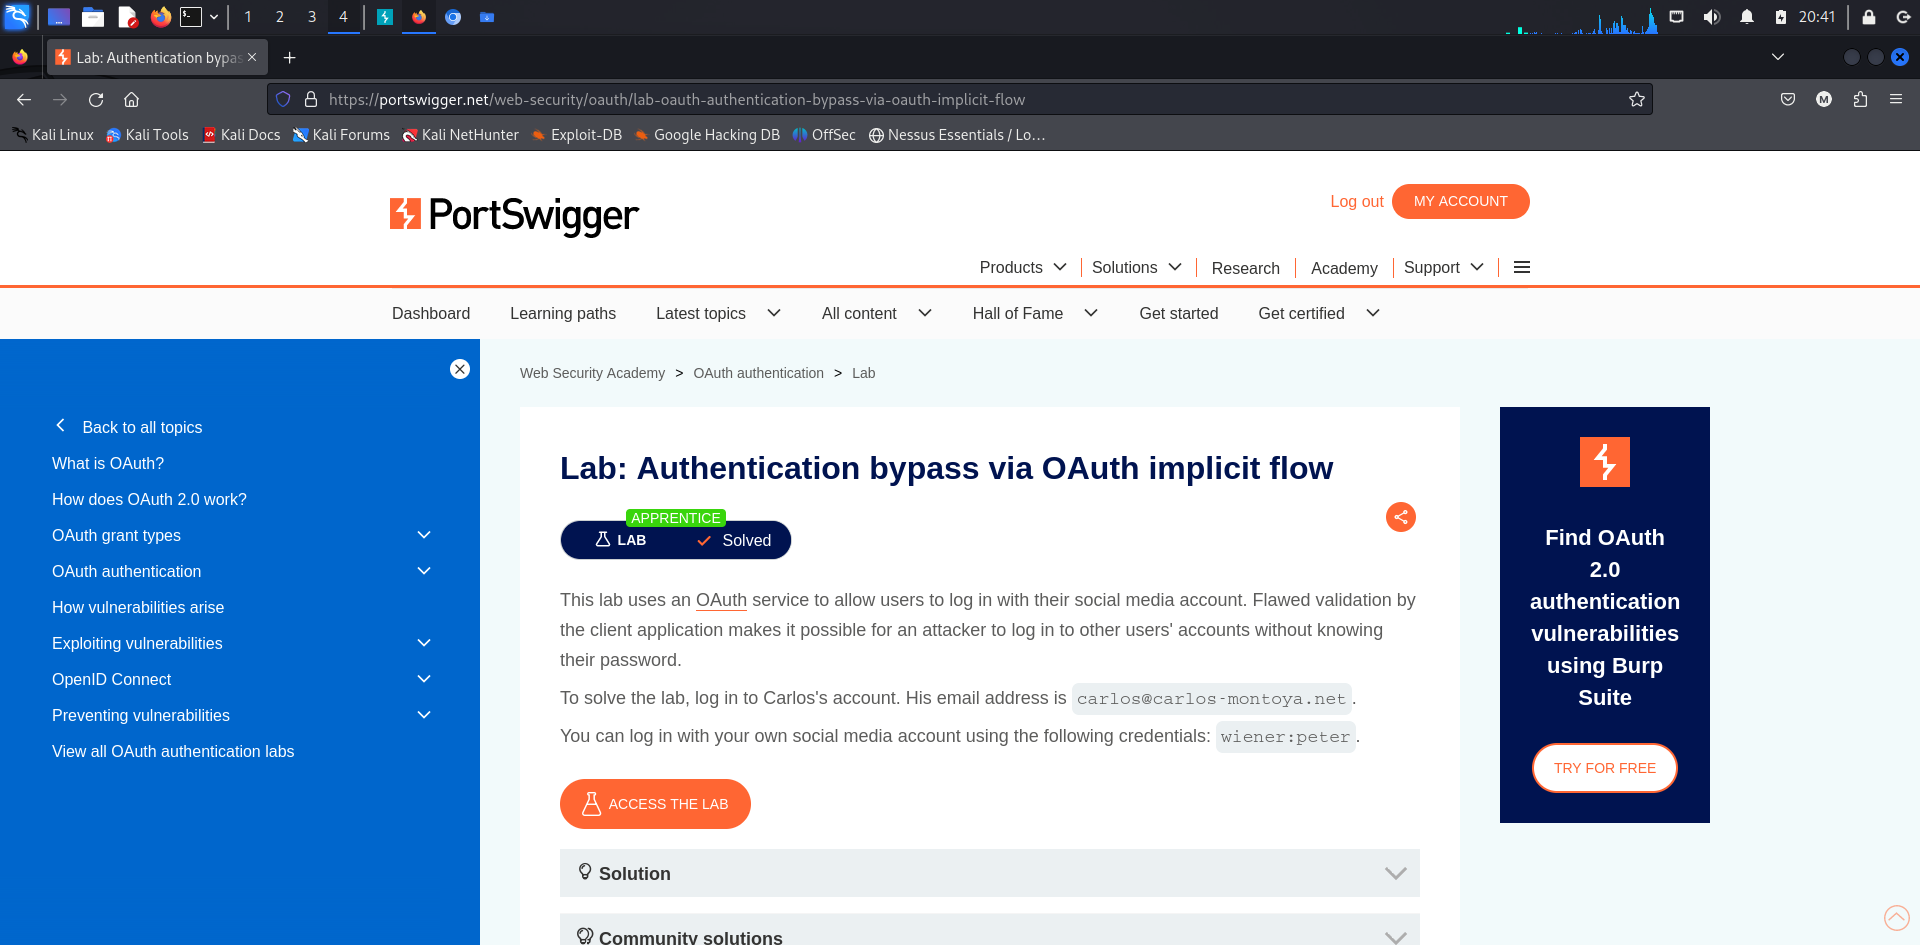 1 2 3 4 20:41
Lab: Authentication bypas
https://portswigger.net/web-security/oauth/lab-oauth-authentication-bypass-via-oauth-implicit-flow
M
Kali Linux Kali Tools Kali Docs Kali Forums Kali NetHunter Exploit-DB Google Hacking DB OffSec Nessus Essentials / Lo…
PortSwigger
Log out MY ACCOUNT
Products Solutions Research Academy Support
Dashboard Learning paths Latest topics All content Hall of Fame Get started Get certified
Back to all topics
What is OAuth?
How does OAuth 2.0 work?
OAuth grant types
OAuth authentication
How vulnerabilities arise
Exploiting vulnerabilities
OpenID Connect
Preventing vulnerabilities
View all OAuth authentication labs
Web Security Academy > OAuth authentication > Lab
Lab: Authentication bypass via OAuth implicit flow
APPRENTICE
LAB Solved
This lab uses an OAuth service to allow users to log in with their social media account. Flawed validation by
the client application makes it possible for an attacker to log in to other users' accounts without knowing
their password.
To solve the lab, log in to Carlos's account. His email address is carlos@carlos-montoya.net.
You can log in with your own social media account using the following credentials: wiener:peter.
ACCESS THE LAB
Solution
Community solutions
Find OAuth
2.0
authentication
vulnerabilities
using Burp
Suite
TRY FOR FREE